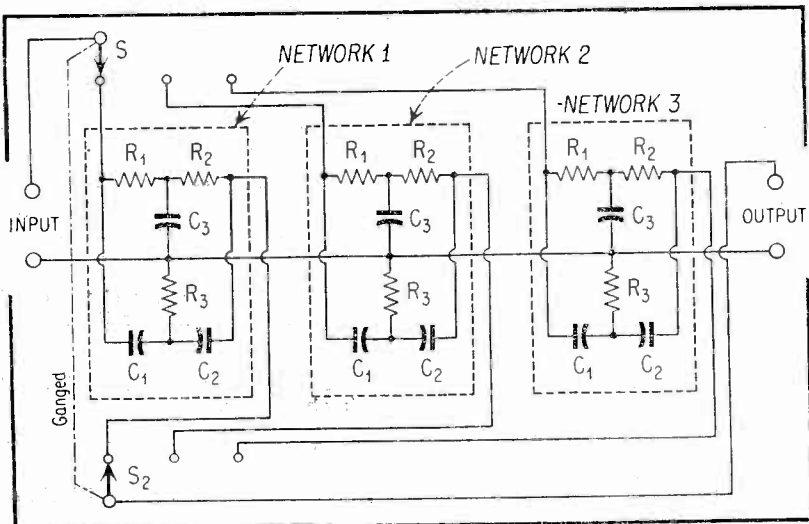 S
NETWORK 1
NETWORK 2
NETWORK 3
R1 R2
R1 R2
R1 R2
INPUT
C3
C3
C3
OUTPUT
R3
R3
R3
C1 C2
C1 C2
C1 C2
Ganged
S2